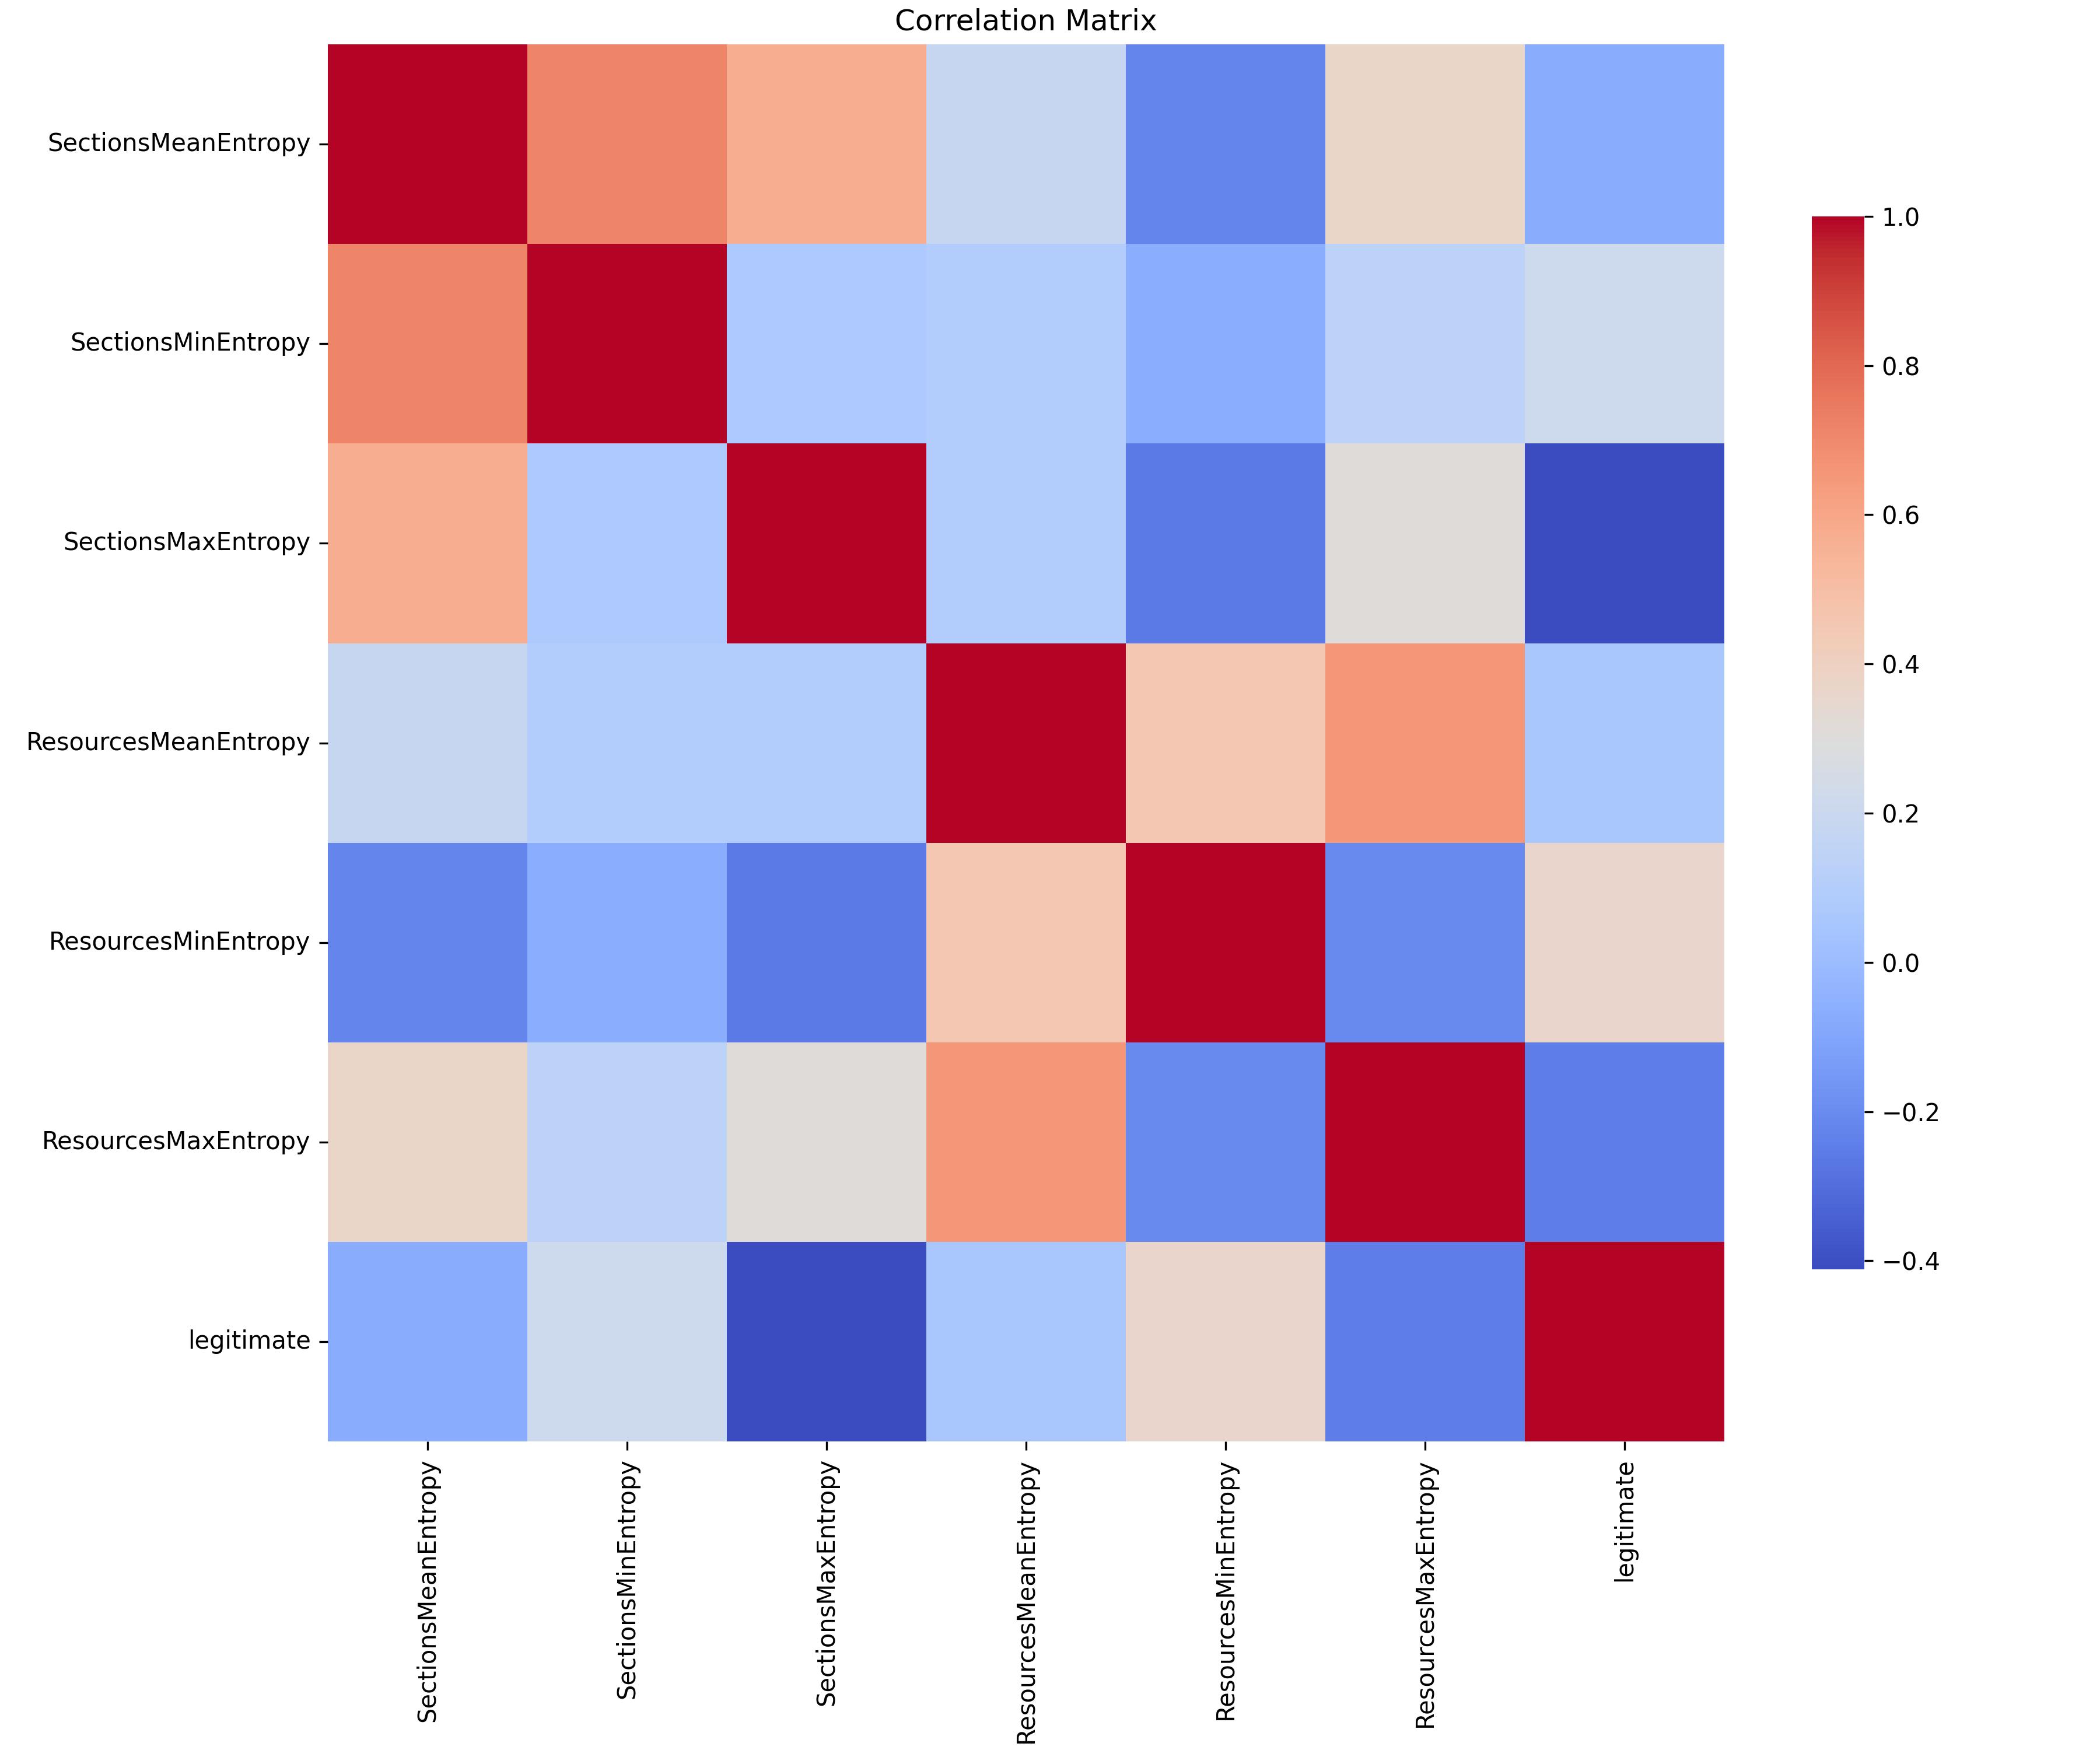 Correlation Matrix
SectionsMeanEntropy
SectionsMinEntropy
SectionsMaxEntropy
ResourcesMeanEntropy
ResourcesMinEntropy
ResourcesMaxEntropy
legitimate
SectionsMeanEntropy
SectionsMinEntropy
SectionsMaxEntropy
ResourcesMeanEntropy
ResourcesMinEntropy
ResourcesMaxEntropy
legitimate
1.0
0.8
0.6
0.4
0.2
0.0
−0.2
−0.4